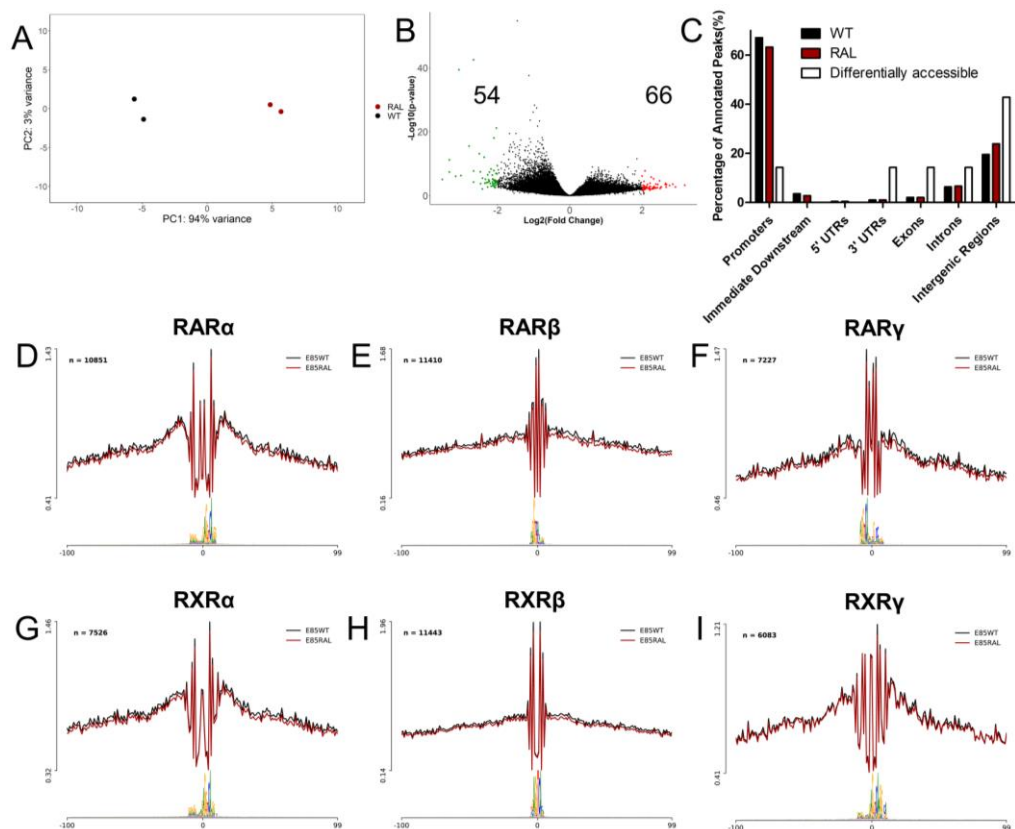 A
PC2: 3% variance
10
5
0
-5
-10
-10
-5
0
5
10
PC1: 94% variance
RAL
WT
B
-Log10(p-value)
40
20
0
54
66
-2
0
2
Log2(Fold Change)
C
Percentage of Annotated Peaks(%)
60
40
20
0
WT
RAL
Differentially accessible
Promoters
Immediate Downstream
5' UTRs
3' UTRs
Exons
Introns
Intergenic Regions
D
RARα
1.43
n = 10851
E85WT
E85RAL
0.41
-100
0
99
E
RARβ
1.68
n = 11410
E85WT
E85RAL
0.16
-100
0
99
F
RARγ
1.47
n = 7227
E85WT
E85RAL
0.46
-100
0
99
G
RXRα
1.46
n = 7526
E85WT
E85RAL
0.32
-100
0
99
H
RXRβ
1.96
n = 11443
E85WT
E85RAL
0.14
-100
0
99
I
RXRγ
1.21
n = 6083
E85WT
E85RAL
0.41
-100
0
99